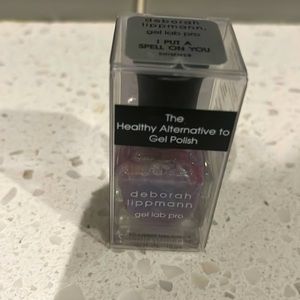 deborah
lippmann.
gel lab pro
I PUT A
SPELL ON YOU
The
Healthy Alternative to
Gel Polish
deborah
lippmann
gel lab pro